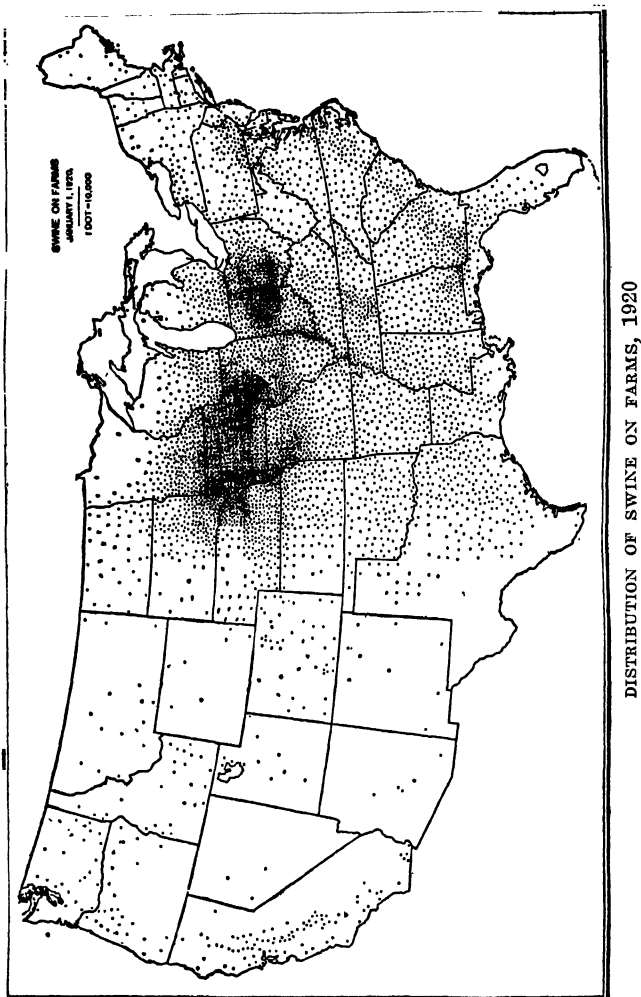 SWINE ON FARMS
JANUARY 1, 1920.
1 DOT=10,000
DISTRIBUTION OF SWINE ON FARMS, 1920